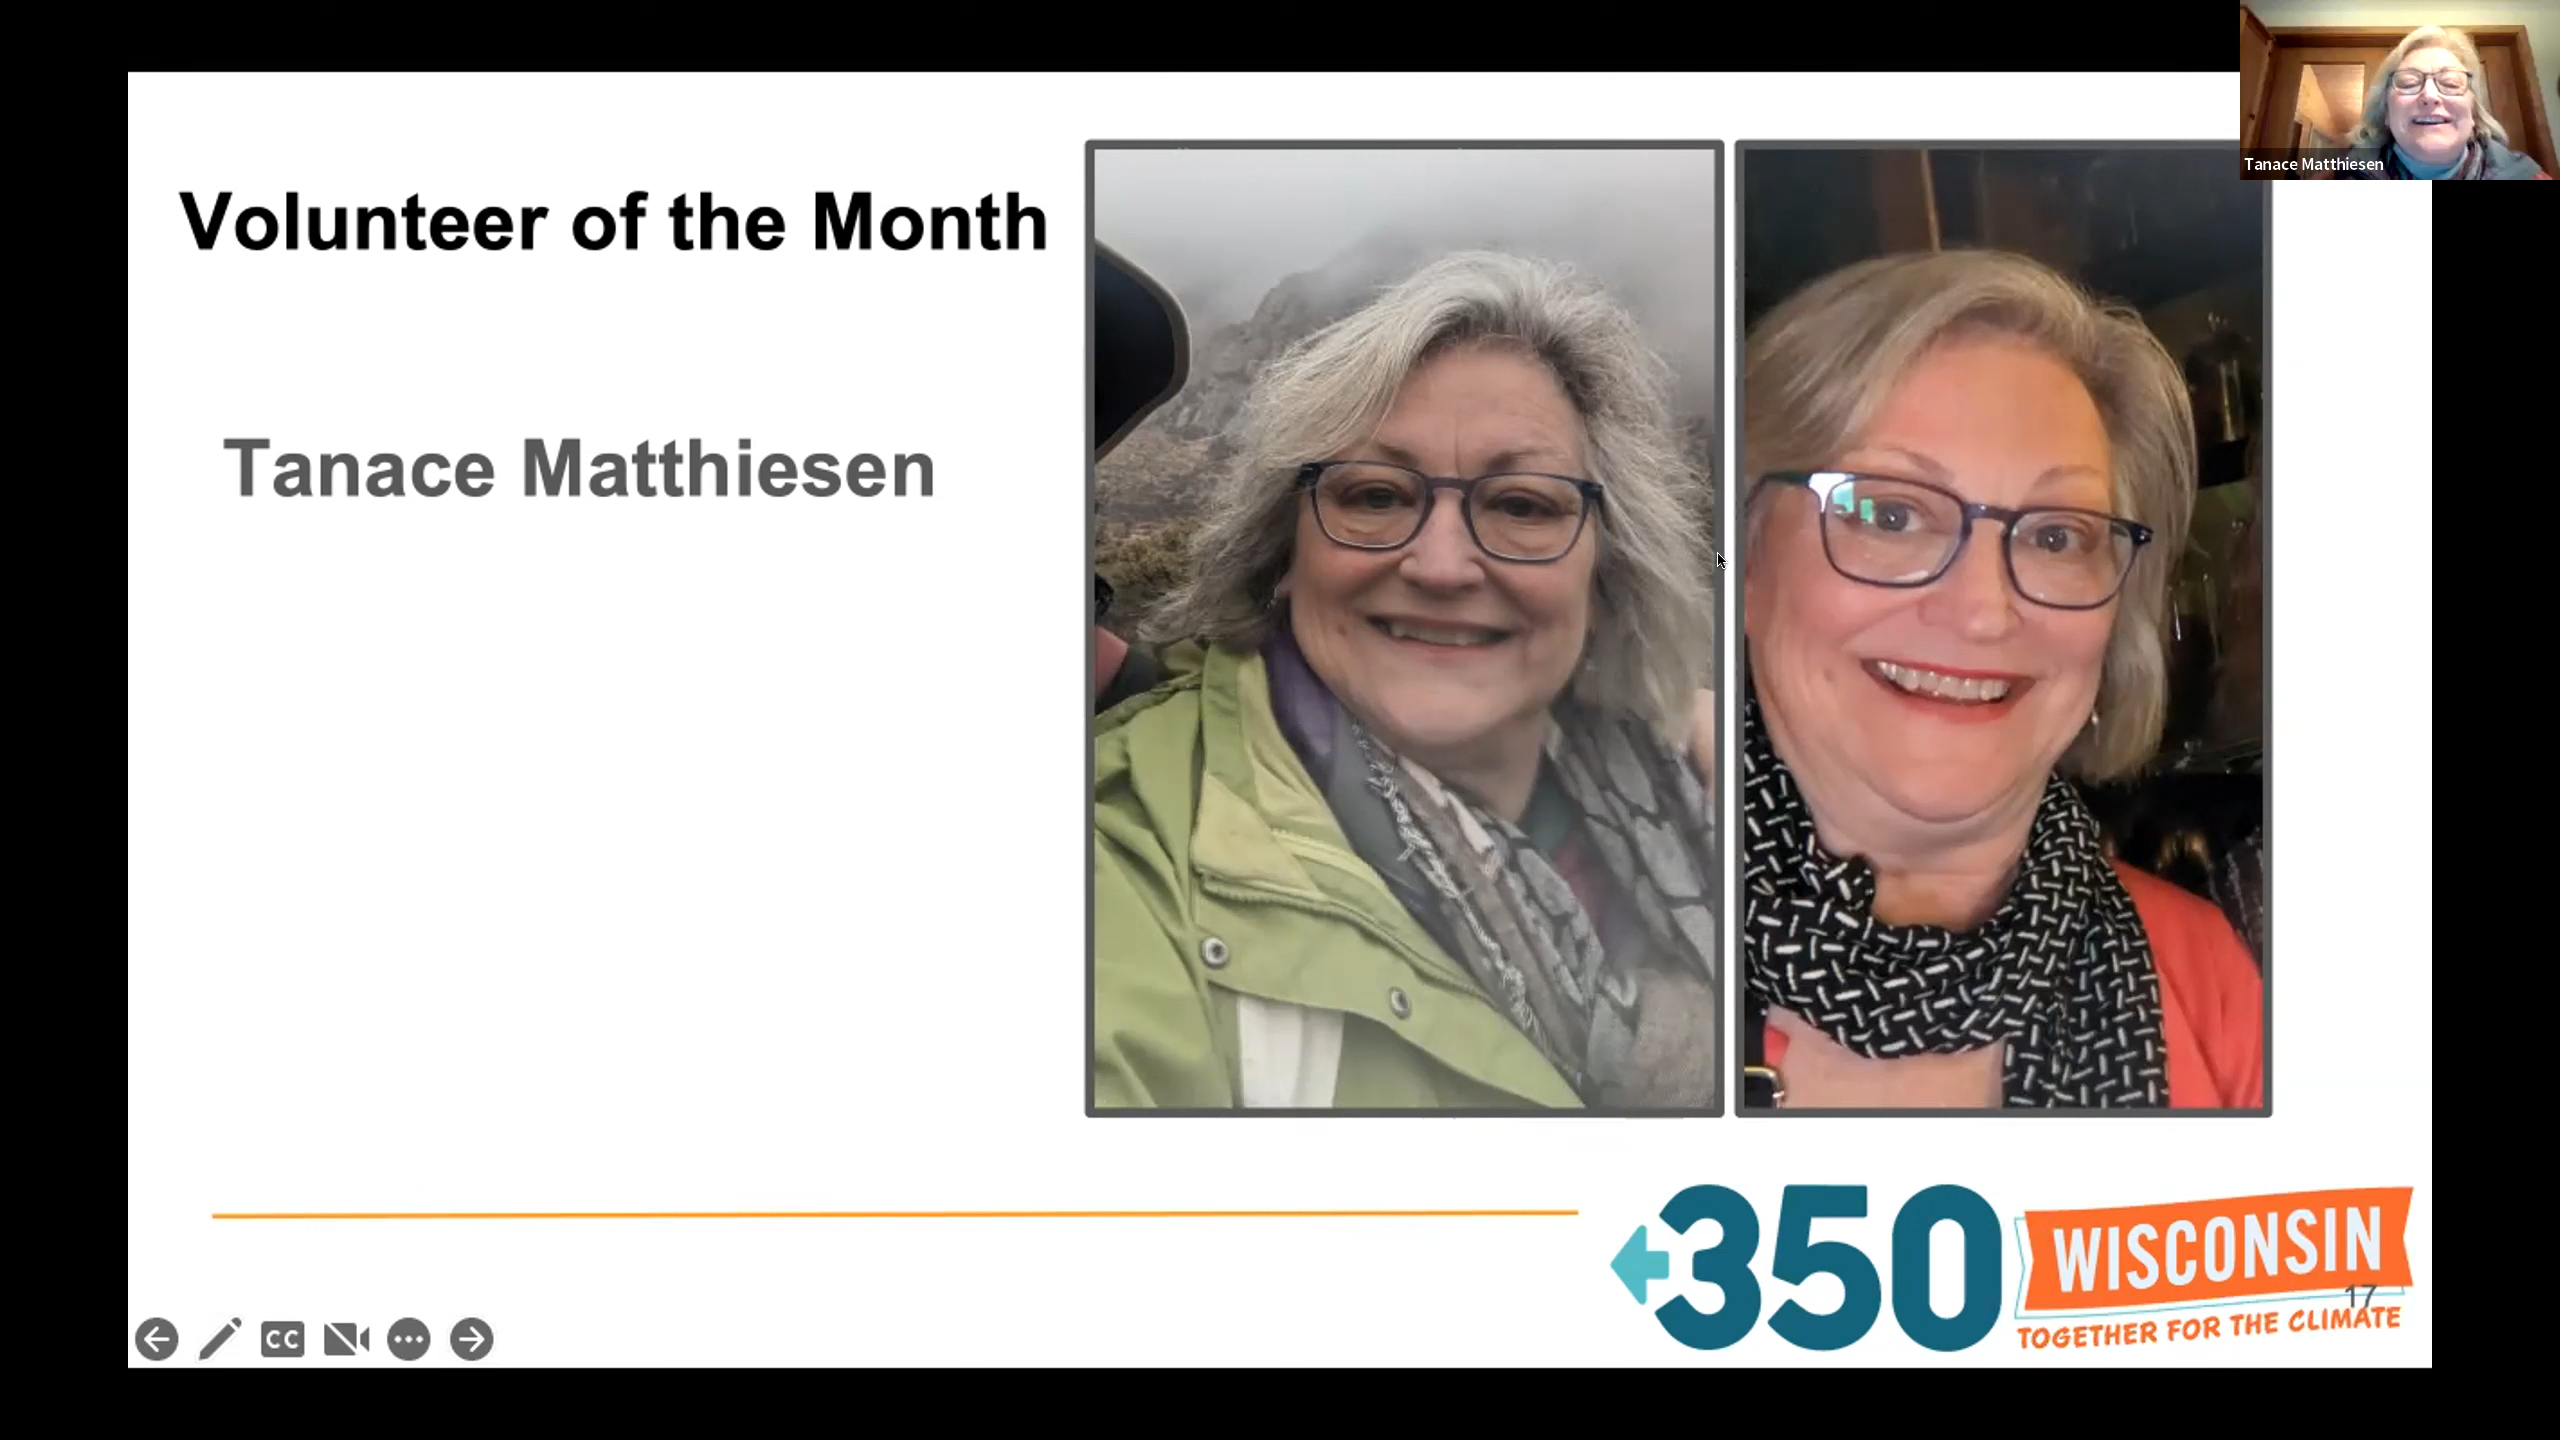 Tanace Matthiesen
Volunteer of the Month
Tanace Matthiesen
350
WISCONSIN
17
TOGETHER FOR THE CLIMATE
CC